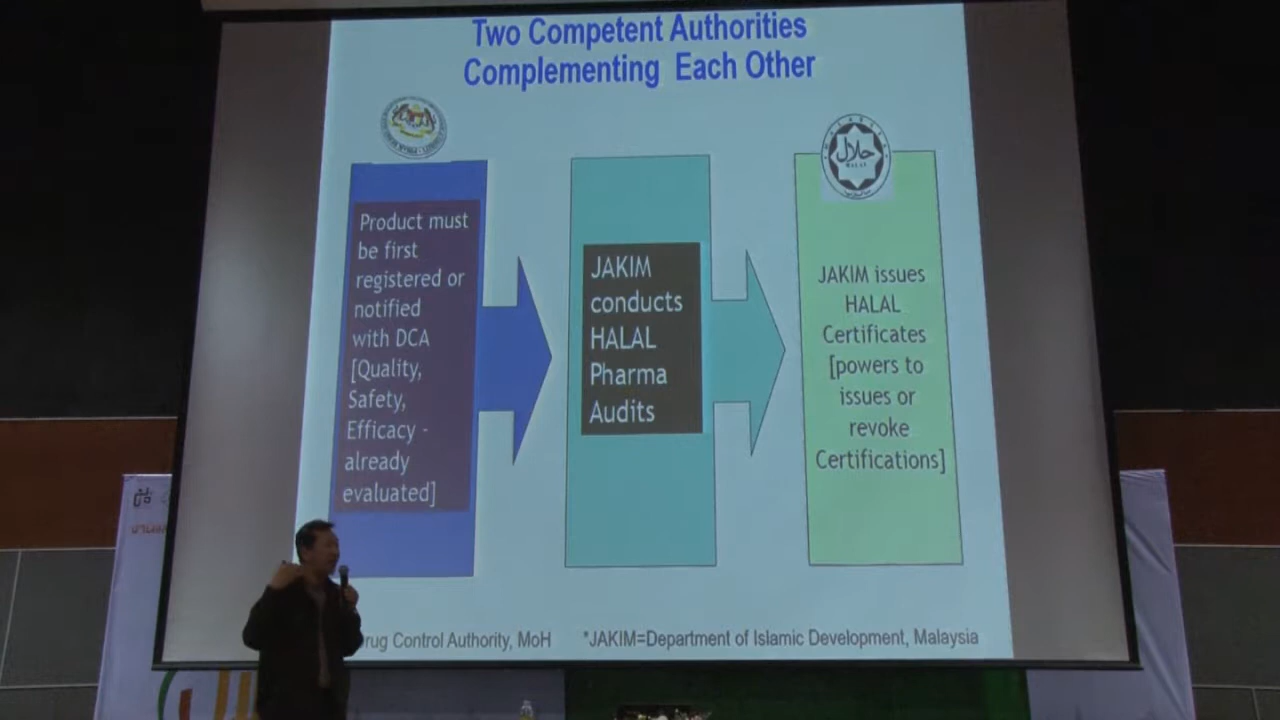 Two Competent Authorities
Complementing Each Other
حلال
HALAL
Product must
be first
registered or
notified
with DCA
[Quality,
Safety,
Efficacy -
already
evaluated]
JAKIM
conducts
HALAL
Pharma
Audits
JAKIM issues
HALAL
Certificates
[powers to
issues or
revoke
Certifications]
rug Control Authority, MoH
*JAKIM=Department of Islamic Development, Malaysia